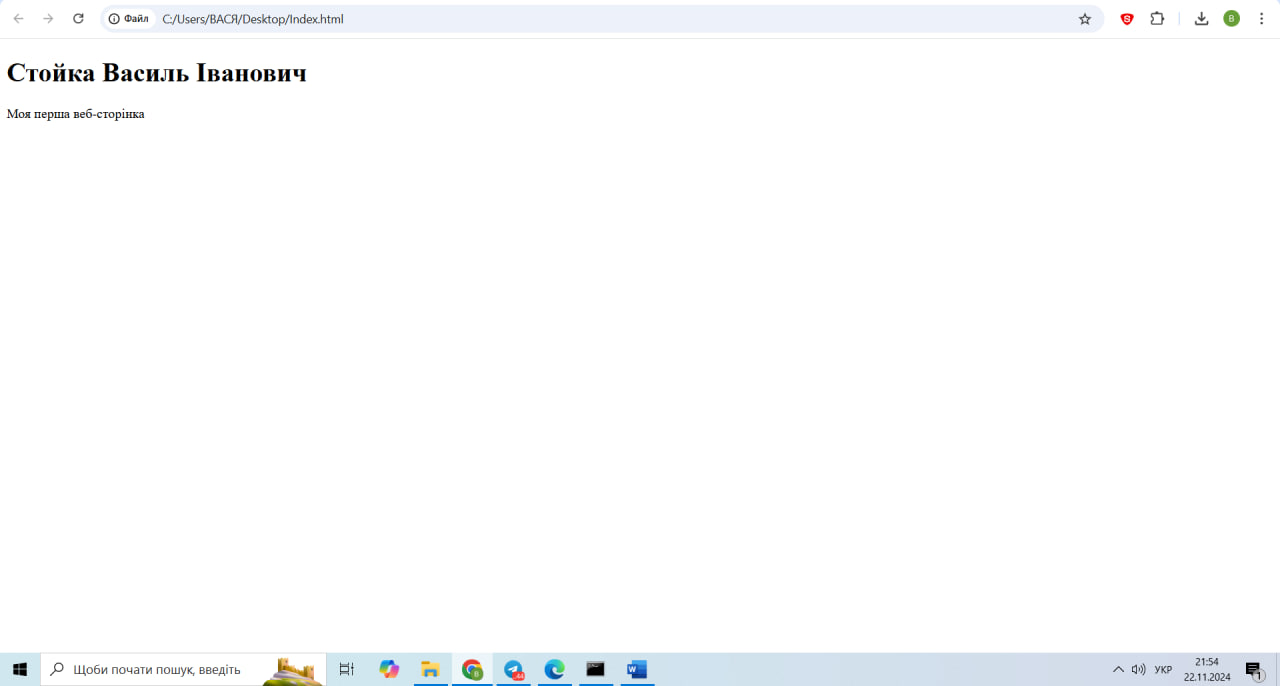 Файл C:/Users/ВАСЯ/Desktop/Index.html
Стойка Василь Іванович
Моя перша веб-сторінка
Щоби почати пошук, введіть
УКР
21:54
22.11.2024
1